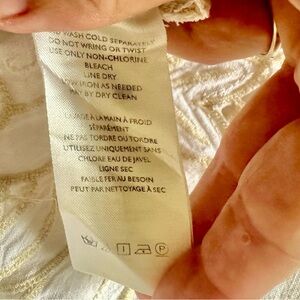 WASH COLD SEPARATELY
DO NOT WRING OR TWIST
USE ONLY NON-CHLORINE
BLEACH
LINE DRY
IRON AS NEEDED
MAY BY DRY CLEAN
LAVAGE À LA MAIN À FROID
SÉPARÉMENT
NE PAS TORDU OU TORDRE
UTILISEZ UNIQUEMENT SANS
CHLORE EAU DE JAVEL
LIGNE SEC
FAIBLE FER AU BESOIN
PEUT PAR NETTOYAGE À SEC
P